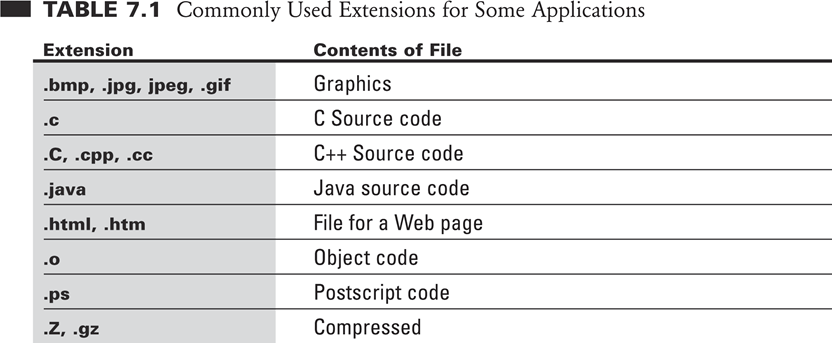 TABLE 7.1 Commonly Used Extensions for Some Applications
Extension Contents of File
.bmp, .jpg, jpeg, .gif Graphics
.c C Source code
.C, .cpp, .cc C++ Source code
.java Java source code
.html, .htm File for a Web page
.o Object code
.ps Postscript code
.Z, .gz Compressed